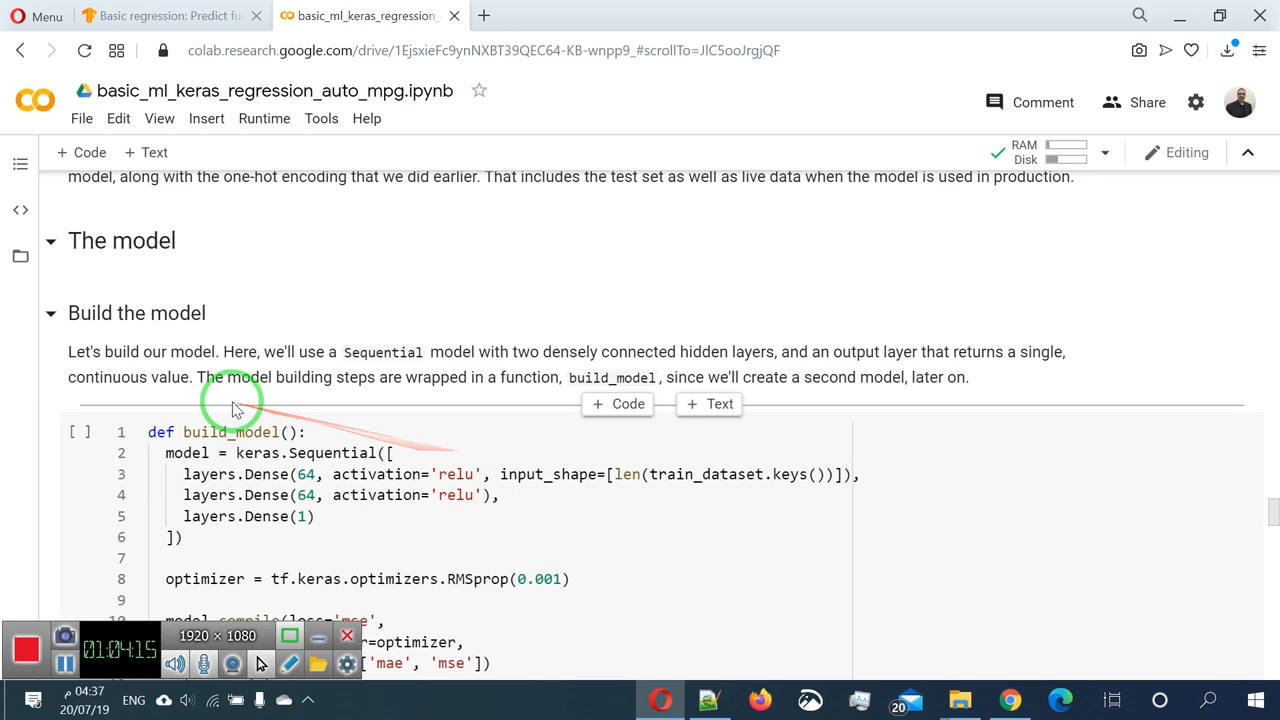 Menu
Basic regression: Predict fu
basic_ml_keras_regression_
colab.research.google.com/drive/1EjsxieFc9ynNXBT39QEC64-KB-wnpp9_#scrollTo=JlC5ooJrgjQF
basic_ml_keras_regression_auto_mpg.ipynb
Comment
Share
File Edit View Insert Runtime Tools Help
+ Code + Text
RAM
Disk
Editing
model, along with the one-hot encoding that we did earlier. That includes the test set as well as live data when the model is used in production.
The model
Build the model
Let's build our model. Here, we'll use a Sequential model with two densely connected hidden layers, and an output layer that returns a single,
continuous value. The model building steps are wrapped in a function, build_model, since we'll create a second model, later on.
+ Code + Text
[ ] 1 def build_model():
2 model = keras.Sequential([
3 layers.Dense(64, activation='relu', input_shape=[len(train_dataset.keys())]),
4 layers.Dense(64, activation='relu'),
5 layers.Dense(1)
6 ])
7
8 optimizer = tf.keras.optimizers.RMSprop(0.001)
9
10 model.compile(loss='mse',
=optimizer,
['mae', 'mse'])
1920 × 1080
01:04:15
20
ENG
04:37 م
20/07/19